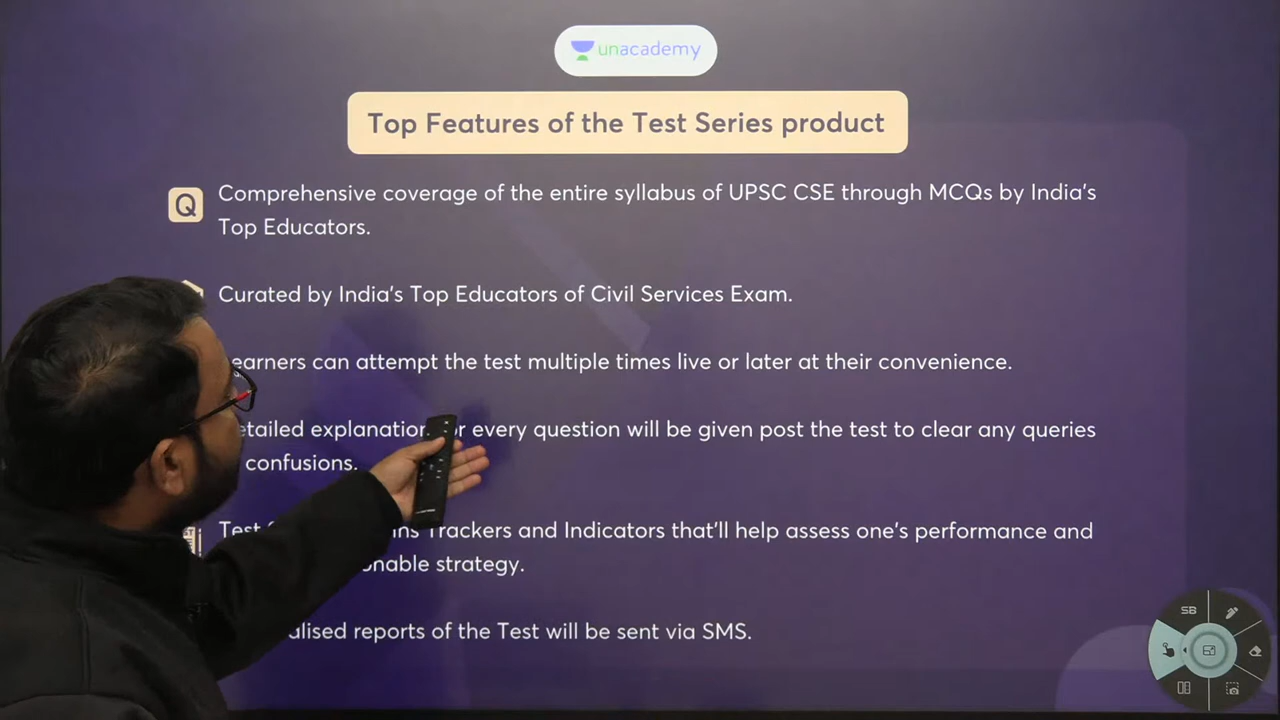 unacademy
Top Features of the Test Series product
Q
Comprehensive coverage of the entire syllabus of UPSC CSE through MCQs by India's
Top Educators.
Curated by India's Top Educators of Civil Services Exam.
earners can attempt the test multiple times live or later at their convenience.
etailed explanation or every question will be given post the test to clear any queries
confusions.
Test ns Trackers and Indicators that'll help assess one's performance and
onable strategy.
alised reports of the Test will be sent via SMS.
SB